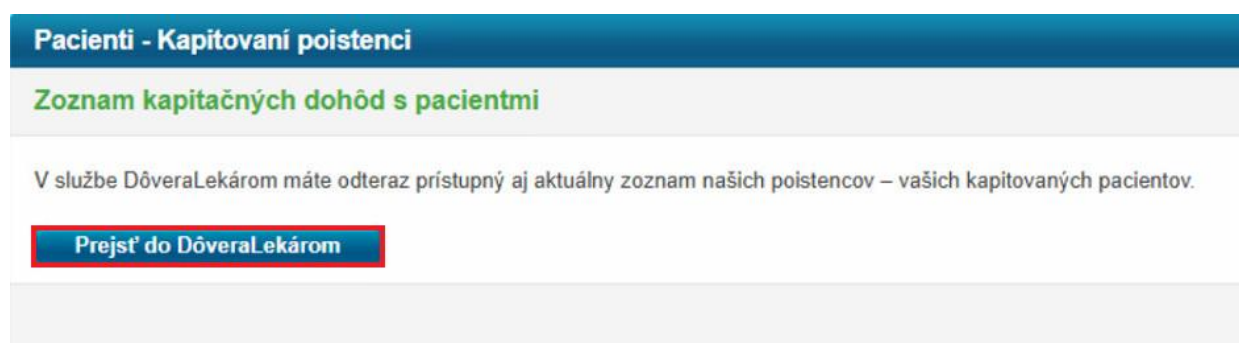 Pacienti - Kapitovaní poistenci
Zoznam kapitačných dohôd s pacientmi
V službe DôveraLekárom máte odteraz prístupný aj aktuálny zoznam našich poistencov – vašich kapitovaných pacientov.
Prejsť do DôveraLekárom